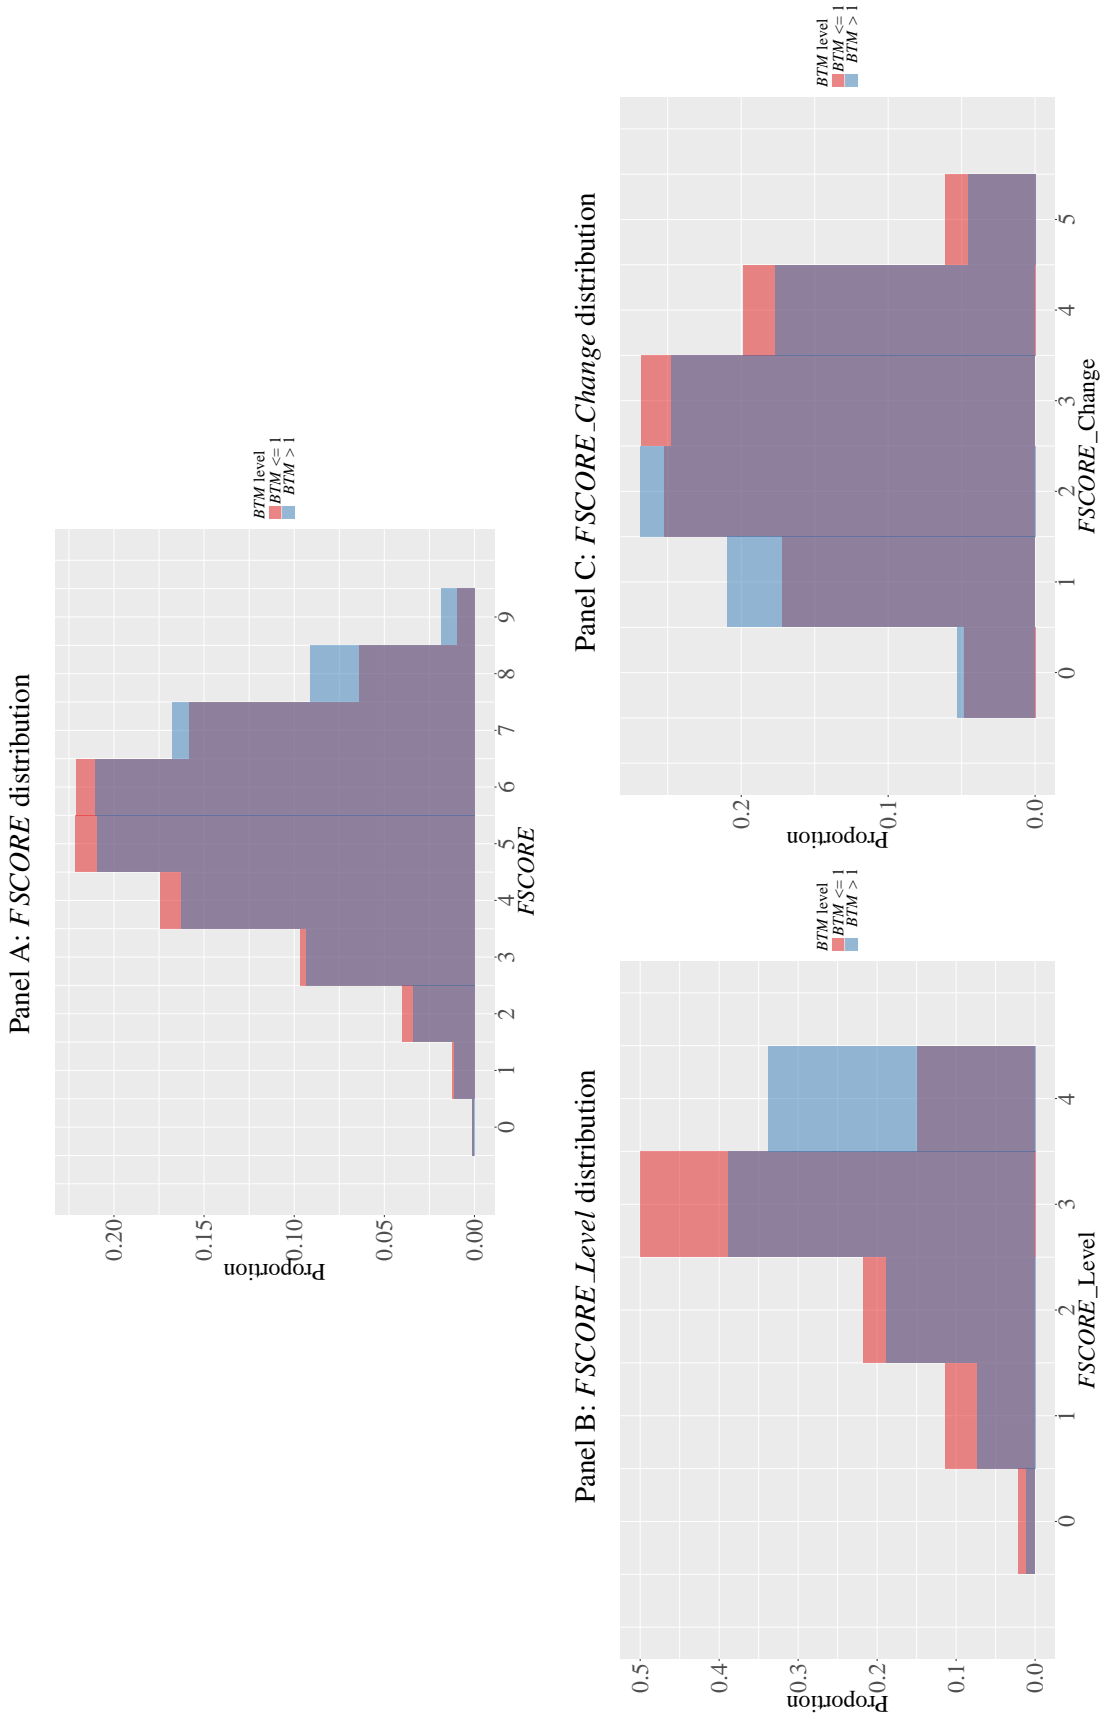 Panel A: FSCORE distribution
Proportion
0.20
0.15
0.10
0.05
0.00
0 1 2 3 4 5 6 7 8 9
FSCORE
BTM level
BTM <= 1
BTM > 1
Panel B: FSCORE_Level distribution
Proportion
0.5
0.4
0.3
0.2
0.1
0.0
0 1 2 3 4
FSCORE_Level
BTM level
BTM <= 1
BTM > 1
Panel C: FSCORE_Change distribution
Proportion
0.2
0.1
0.0
0 1 2 3 4 5
FSCORE_Change
BTM level
BTM <= 1
BTM > 1